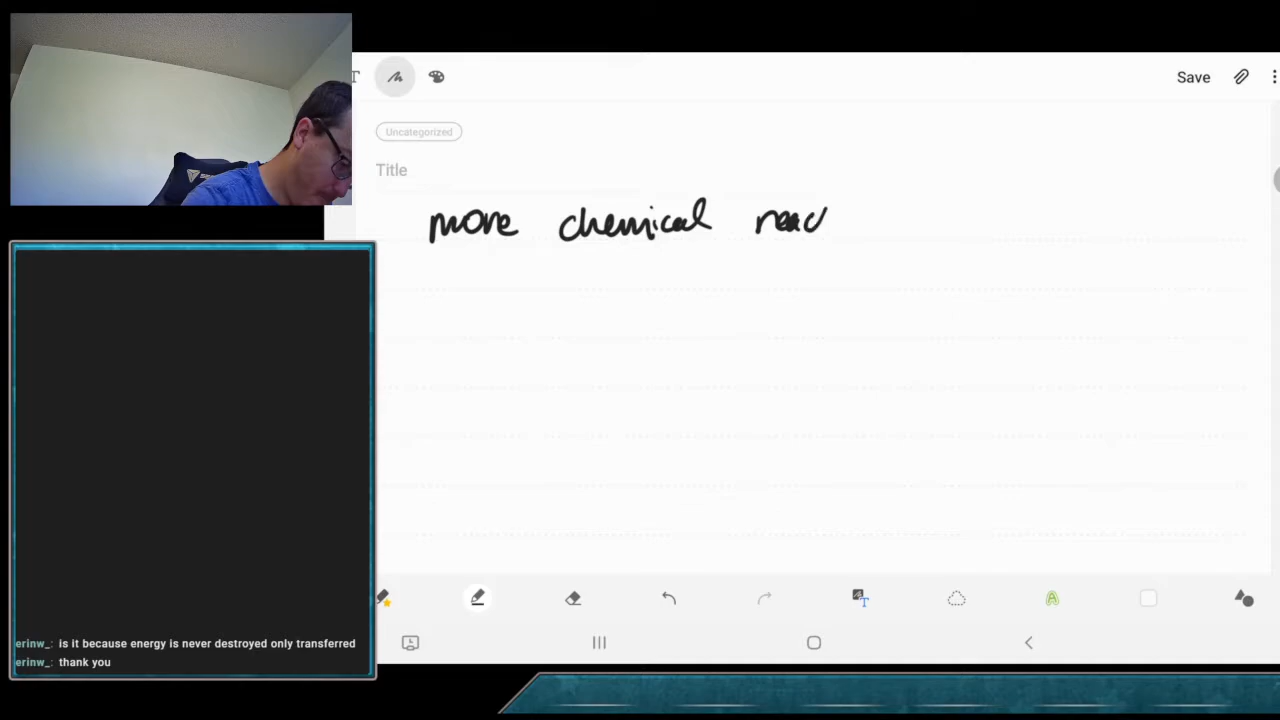 T
Save
Uncategorized
Title
more chemical reac
erinw_: is it because energy is never destroyed only transferred
erinw_: thank you
T